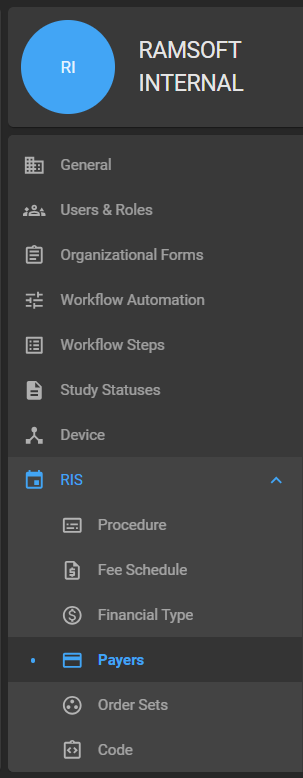 RI
RAMSOFT
INTERNAL
General
Users & Roles
Organizational Forms
Workflow Automation
Workflow Steps
Study Statuses
Device
RIS
Procedure
Fee Schedule
Financial Type
Payers
Order Sets
Code